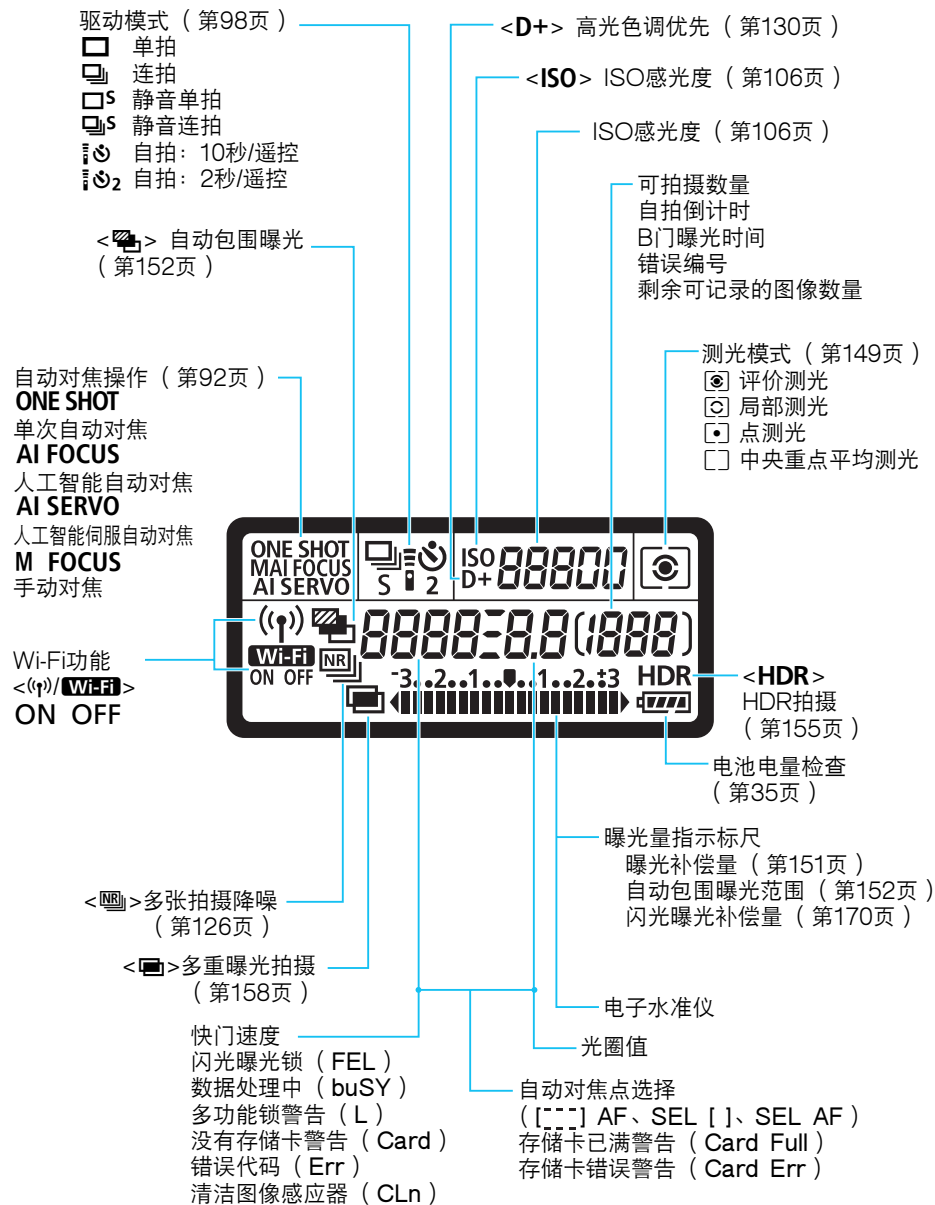 驱动模式（第98页）
单拍
连拍
S 静音单拍
S 静音连拍
自拍：10秒/遥控
2 自拍：2秒/遥控
<D+> 高光色调优先（第130页）
<ISO> ISO感光度（第106页）
ISO感光度（第106页）
可拍摄数量
自拍倒计时
B门曝光时间
错误编号
剩余可记录的图像数量
< > 自动包围曝光
（第152页）
测光模式（第149页）
评价测光
局部测光
点测光
中央重点平均测光
自动对焦操作（第92页）
ONE SHOT
单次自动对焦
AI FOCUS
人工智能自动对焦
AI SERVO
人工智能伺服自动对焦
M FOCUS
手动对焦
ONE SHOT
MAI FOCUS
AI SERVO
S 2
ISO
D+
88800
8888 8.8 (1888)
Wi-Fi NR
ON OFF
-3..2..1.. ..1..2.+3 HDR
Wi-Fi功能
< /Wi-Fi>
ON OFF
<HDR>
HDR拍摄
（第155页）
电池电量检查
（第35页）
曝光量指示标尺
曝光补偿量（第151页）
自动包围曝光范围（第152页）
闪光曝光补偿量（第170页）
<NR>多张拍摄降噪
（第126页）
< >多重曝光拍摄
（第158页）
电子水准仪
光圈值
快门速度
闪光曝光锁（FEL）
数据处理中（buSY）
多功能锁警告（L）
没有存储卡警告（Card）
错误代码（Err）
清洁图像感应器（CLn）
自动对焦点选择
（[---] AF、SEL [ ]、SEL AF）
存储卡已满警告（Card Full）
存储卡错误警告（Card Err）